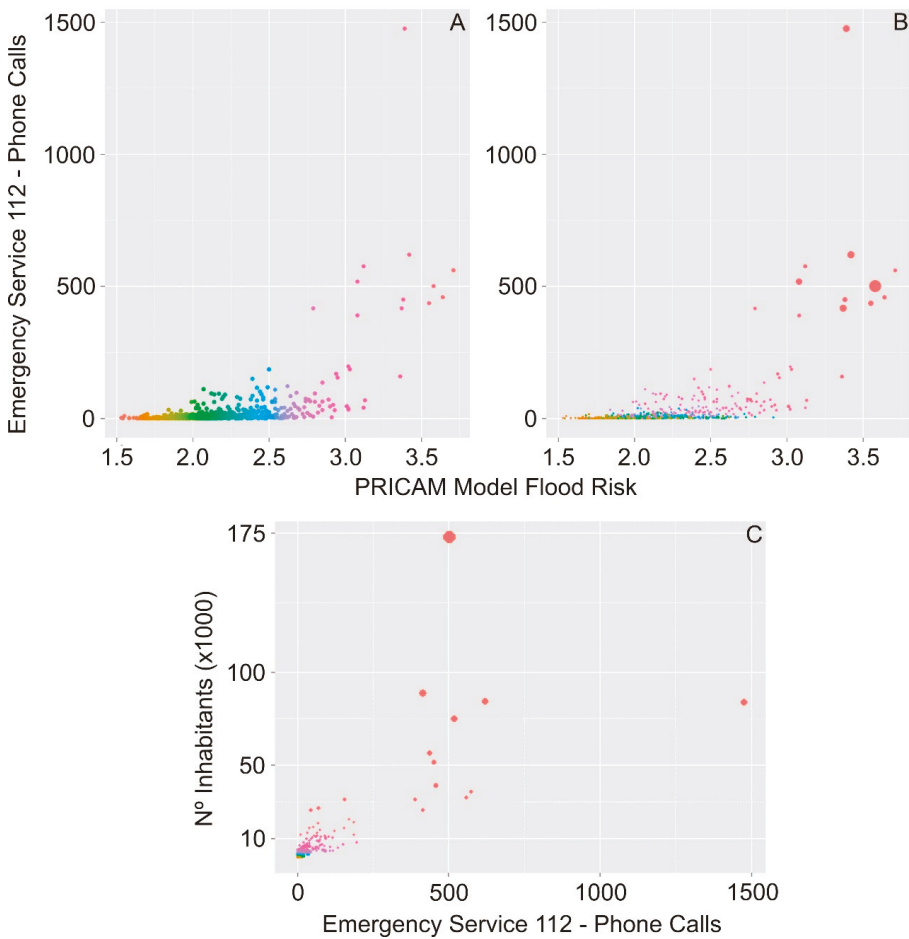 A
B
1500
1000
500
0
1500
1000
500
0
Emergency Service 112 - Phone Calls
1.5 2.0 2.5 3.0 3.5
1.5 2.0 2.5 3.0 3.5
PRICAM Model Flood Risk
C
175
100
50
10
Nº Inhabitants (x1000)
0 500 1000 1500
Emergency Service 112 - Phone Calls